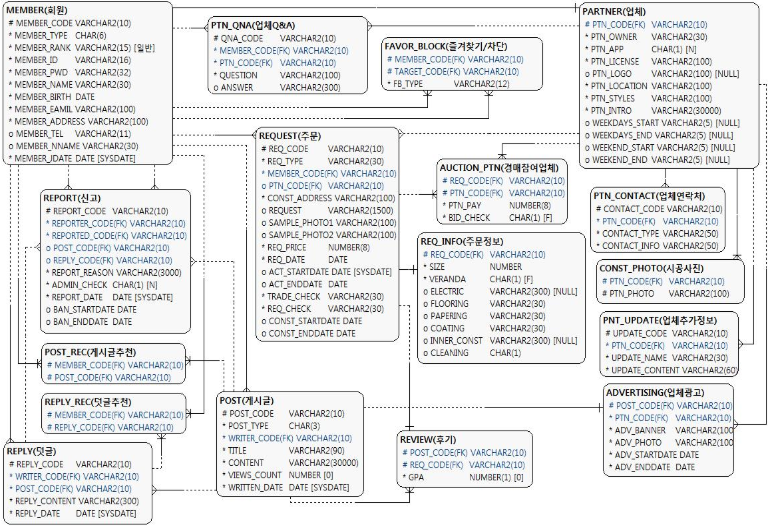 MEMBER(회원)
# MEMBER_CODE VARCHAR2(10)
* MEMBER_TYPE CHAR(6)
* MEMBER_RANK VARCHAR2(15) [일반]
* MEMBER_ID VARCHAR2(16)
* MEMBER_PWD VARCHAR2(32)
* MEMBER_NAME VARCHAR2(30)
* MEMBER_BIRTH DATE
* MEMBER_EAMIL VARCHAR2(100)
* MEMBER_ADDRESS VARCHAR2(100)
o MEMBER_TEL VARCHAR2(11)
o MEMBER_NNAME VARCHAR2(30)
* MEMBER_JDATE DATE [SYSDATE]
PTN_QNA(업체Q&A)
# QNA_CODE VARCHAR2(10)
* MEMBER_CODE(FK) VARCHAR2(10)
* PTN_CODE(FK) VARCHAR2(10)
* QUESTION VARCHAR2(100)
o ANSWER VARCHAR2(300)
FAVOR_BLOCK(즐겨찾기/차단)
# MEMBER_CODE(FK) VARCHAR2(10)
# TARGET_CODE(FK) VARCHAR2(10)
* FB_TYPE VARCHAR2(12)
PARTNER(업체)
# PTN_CODE(FK) VARCHAR2(10)
* PTN_OWNER VARCHAR2(30)
* PTN_APP CHAR(1) [N]
* PTN_LICENSE VARCHAR2(100)
o PTN_LOGO VARCHAR2(100) [NULL]
* PTN_LOCATION VARCHAR2(100)
* PTN_STYLES VARCHAR2(100)
* PTN_INTRO VARCHAR2(30000)
o WEEKDAYS_START VARCHAR2(5) [NULL]
o WEEKDAYS_END VARCHAR2(5) [NULL]
o WEEKEND_START VARCHAR2(5) [NULL]
o WEEKEND_END VARCHAR2(5) [NULL]
REQUEST(주문)
# REQ_CODE VARCHAR2(10)
* REQ_TYPE VARCHAR2(30)
* MEMBER_CODE(FK) VARCHAR2(10)
o PTN_CODE(FK) VARCHAR2(10)
* CONST_ADDRESS VARCHAR2(100)
o REQUEST VARCHAR2(1500)
o SAMPLE_PHOTO1 VARCHAR2(100)
o SAMPLE_PHOTO2 VARCHAR2(100)
* REQ_PRICE NUMBER(8)
* REQ_DATE DATE
o ACT_STARTDATE DATE [SYSDATE]
o ACT_ENDDATE DATE
* TRADE_CHECK VARCHAR2(30)
* REQ_CHECK VARCHAR2(30)
o CONST_STARTDATE DATE
o CONST_ENDDATE DATE
AUCTION_PTN(경매참여업체)
# REQ_CODE(FK) VARCHAR2(10)
# PTN_CODE(FK) VARCHAR2(10)
* PTN_PAY NUMBER(8)
* BID_CHECK CHAR(1) [F]
REPORT(신고)
# REPORT_CODE VARCHAR2(10)
* REPORTER_CODE(FK) VARCHAR2(10)
* REPORTED_CODE(FK) VARCHAR2(10)
o POST_CODE(FK) VARCHAR2(10)
o REPLY_CODE(FK) VARCHAR2(10)
* REPORT_REASON VARCHAR2(3000)
* ADMIN_CHECK CHAR(1) [N]
* REPORT_DATE DATE [SYSDATE]
o BAN_STARTDATE DATE
o BAN_ENDDATE DATE
PTN_CONTACT(업체연락처)
# CONTACT_CODE VARCHAR2(10)
* PTN_CODE(FK) VARCHAR2(10)
* CONTACT_TYPE VARCHAR2(50)
* CONTACT_INFO VARCHAR2(50)
REQ_INFO(주문정보)
# REQ_CODE(FK) VARCHAR2(10)
* SIZE NUMBER
* VERANDA CHAR(1) [F]
o ELECTRIC VARCHAR2(300) [NULL]
o FLOORING VARCHAR2(30)
o PAPERING VARCHAR2(30)
o COATING VARCHAR2(30)
o INNER_CONST VARCHAR2(300) [NULL]
o CLEANING CHAR(1)
CONST_PHOTO(시공사진)
# PTN_CODE(FK) VARCHAR2(10)
# PTN_PHOTO VARCHAR2(100)
PNT_UPDATE(업체추가정보)
# UPDATE_CODE VARCHAR2(10)
* PTN_CODE(FK) VARCHAR2(10)
* UPDATE_NAME VARCHAR2(30)
* UPDATE_CONTENT VARCHAR2(60
POST_REC(게시글추천)
# MEMBER_CODE(FK) VARCHAR2(10)
# POST_CODE(FK) VARCHAR2(10)
REPLY_REC(덧글추천)
# MEMBER_CODE(FK) VARCHAR2(10)
# REPLY_CODE(FK) VARCHAR2(10)
POST(게시글)
# POST_CODE VARCHAR2(10)
* POST_TYPE CHAR(3)
* WRITER_CODE(FK) VARCHAR2(10)
* TITLE VARCHAR2(90)
* CONTENT VARCHAR2(30000)
* VIEWS_COUNT NUMBER [0]
* WRITTEN_DATE DATE [SYSDATE]
ADVERTISING(업체광고)
# POST_CODE(FK) VARCHAR2(10)
* PTN_CODE(FK) VARCHAR2(10)
* ADV_BANNER VARCHAR2(100
* ADV_PHOTO VARCHAR2(100
* ADV_STARTDATE DATE
* ADV_ENDDATE DATE
REPLY(덧글)
# REPLY_CODE VARCHAR2(10)
* WRITER_CODE(FK) VARCHAR2(10)
* POST_CODE(FK) VARCHAR2(10)
* REPLY_CONTENT VARCHAR2(300)
* REPLY_DATE DATE [SYSDATE]
REVIEW(후기)
# POST_CODE(FK) VARCHAR2(10)
# REQ_CODE(FK) VARCHAR2(10)
* GPA NUMBER(1) [0]